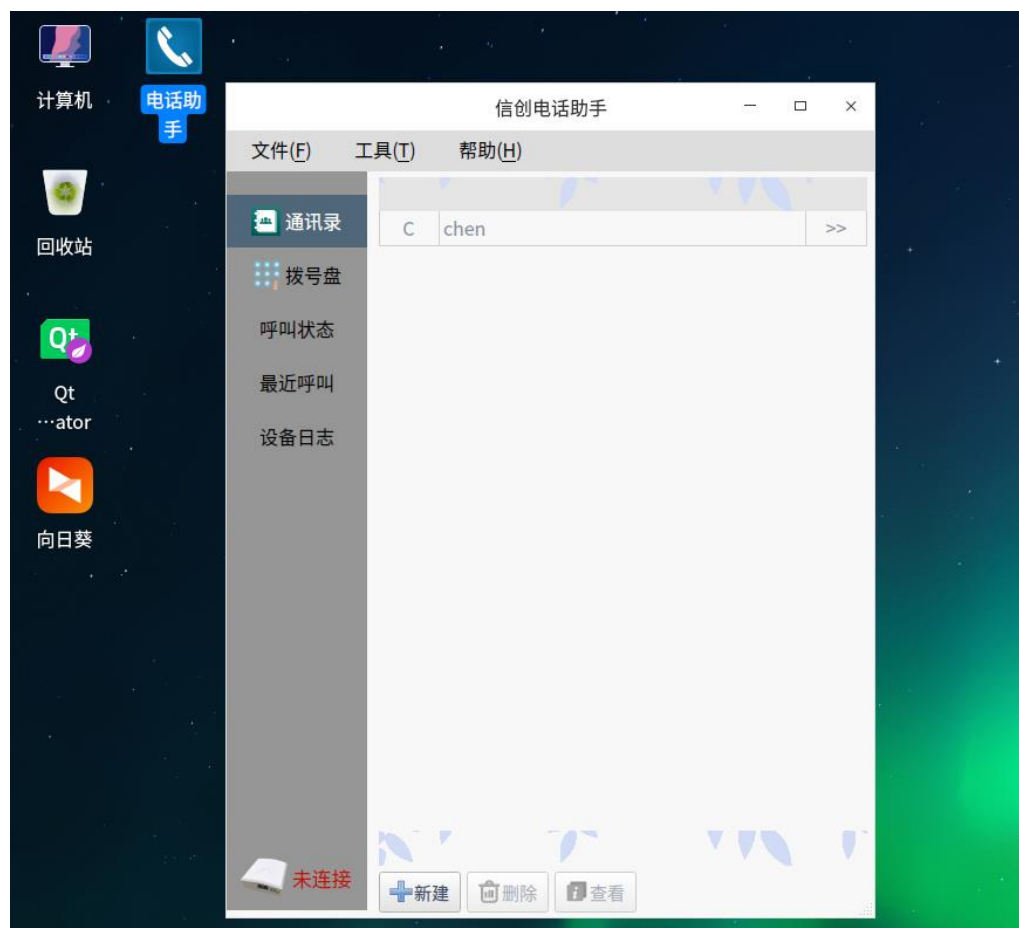 计算机
电话助
手
回收站
Qt
Qt
…ator
向日葵
信创电话助手
文件(F) 工具(T) 帮助(H)
通讯录
拨号盘
呼叫状态
最近呼叫
设备日志
未连接
C chen >>
新建 删除 查看